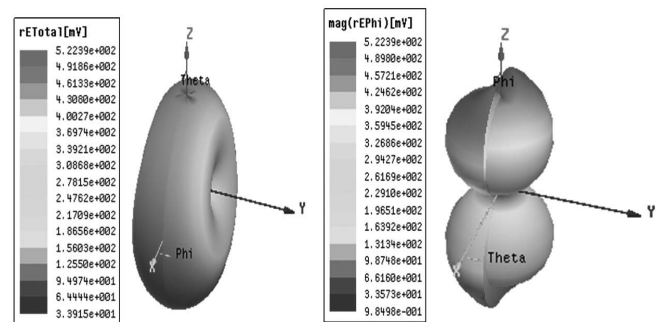 rETotal[mV]
5.2239e+002
4.9186e+002
4.6133e+002
4.3080e+002
4.0027e+002
3.6974e+002
3.3921e+002
3.0868e+002
2.7815e+002
2.4762e+002
2.1709e+002
1.8656e+002
1.5603e+002
1.2550e+002
9.4974e+001
6.4444e+001
3.3915e+001
Z
Theta
Y
Phi
X
mag(rEPhi)[mV]
5.2239e+002
4.8980e+002
4.5721e+002
4.2462e+002
3.9204e+002
3.5945e+002
3.2686e+002
2.9427e+002
2.6169e+002
2.2910e+002
1.9651e+002
1.6392e+002
1.3134e+002
9.8748e+001
6.6160e+001
3.3573e+001
9.8498e-001
Z
Phi
Y
Theta
X